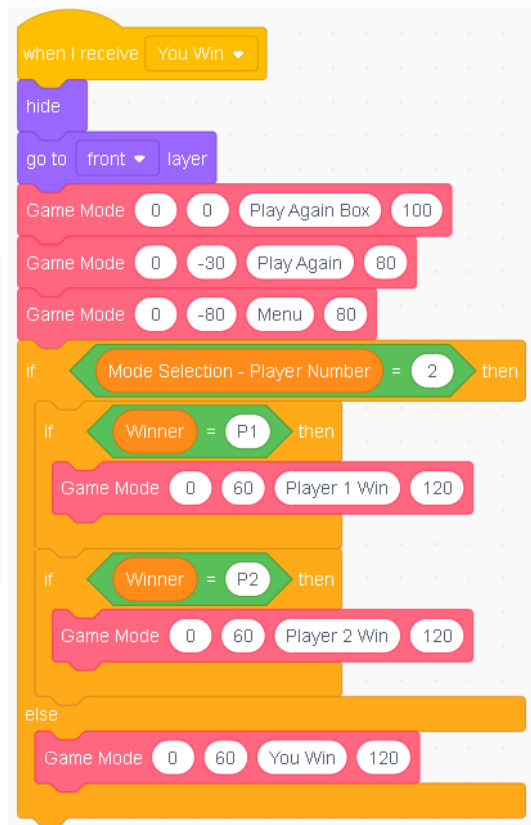 when I receive You Win
hide
go to front layer
Game Mode 0 0 Play Again Box 100
Game Mode 0 -30 Play Again 80
Game Mode 0 -80 Menu 80
if Mode Selection - Player Number = 2 then
if Winner = P1 then
Game Mode 0 60 Player 1 Win 120
if Winner = P2 then
Game Mode 0 60 Player 2 Win 120
else
Game Mode 0 60 You Win 120